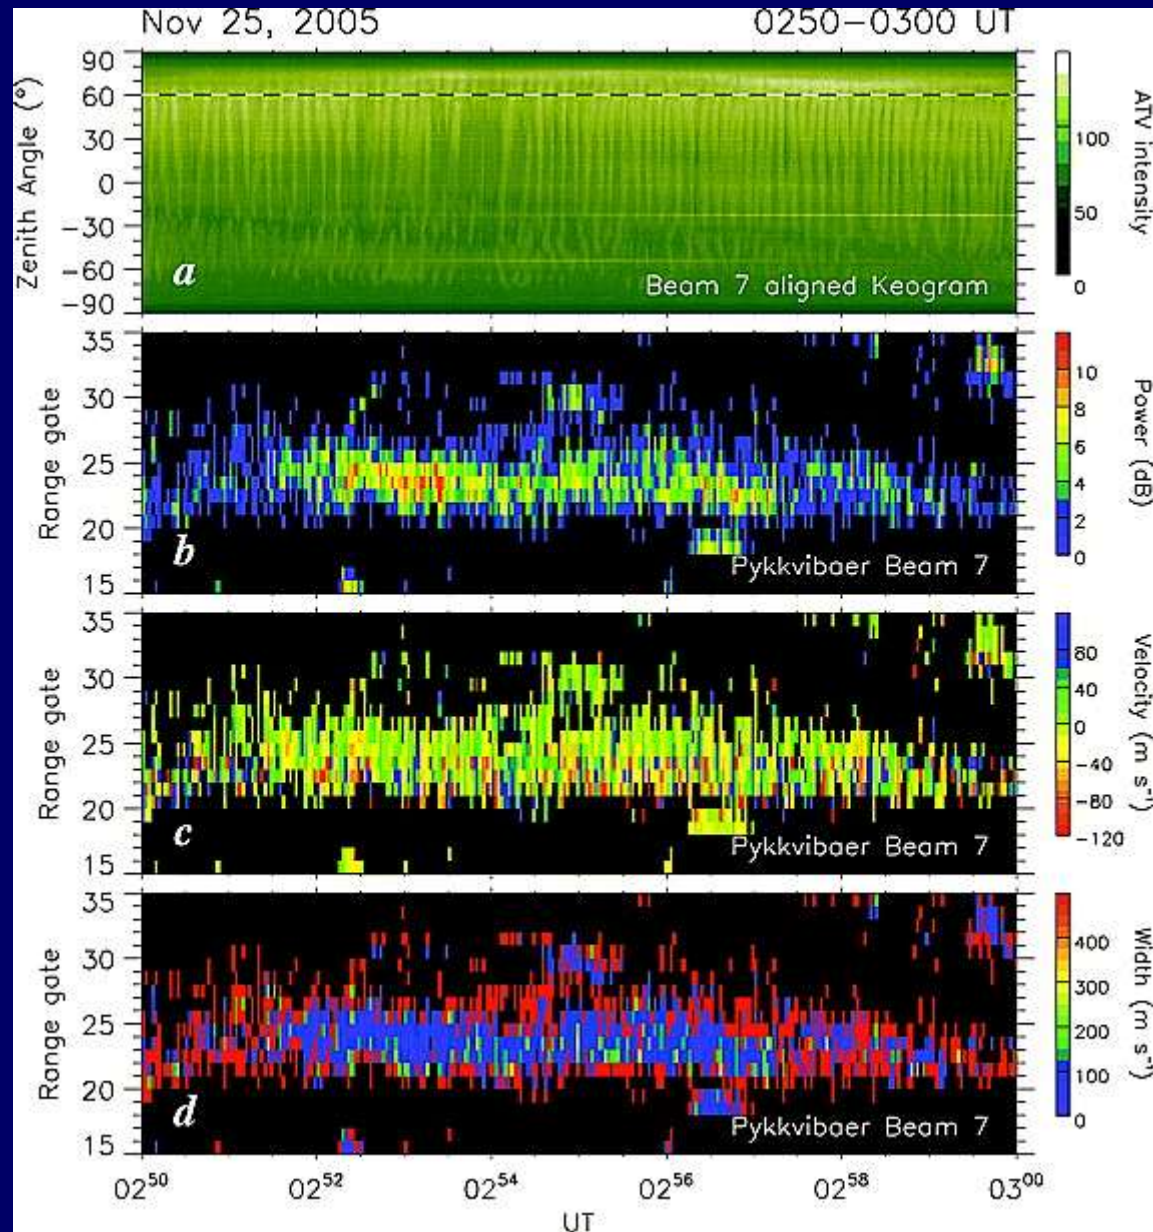 Nov 25, 2005 0250-0300 UT
90
60
30
0
-30
-60
-90
Zenith Angle (°)
a
Beam 7 aligned Keogram
100
50
0
ATV intensity
35
30
25
20
15
Range gate
b
Pykkvibaer Beam 7
10
8
6
4
2
0
Power (dB)
35
30
25
20
15
Range gate
c
Pykkvibaer Beam 7
80
40
0
-40
-80
-120
Velocity (m s⁻¹)
35
30
25
20
15
Range gate
d
Pykkvibaer Beam 7
400
300
200
100
0
Width (m s⁻¹)
02⁵⁰ 02⁵² 02⁵⁴ 02⁵⁶ 02⁵⁸ 03⁰⁰
UT